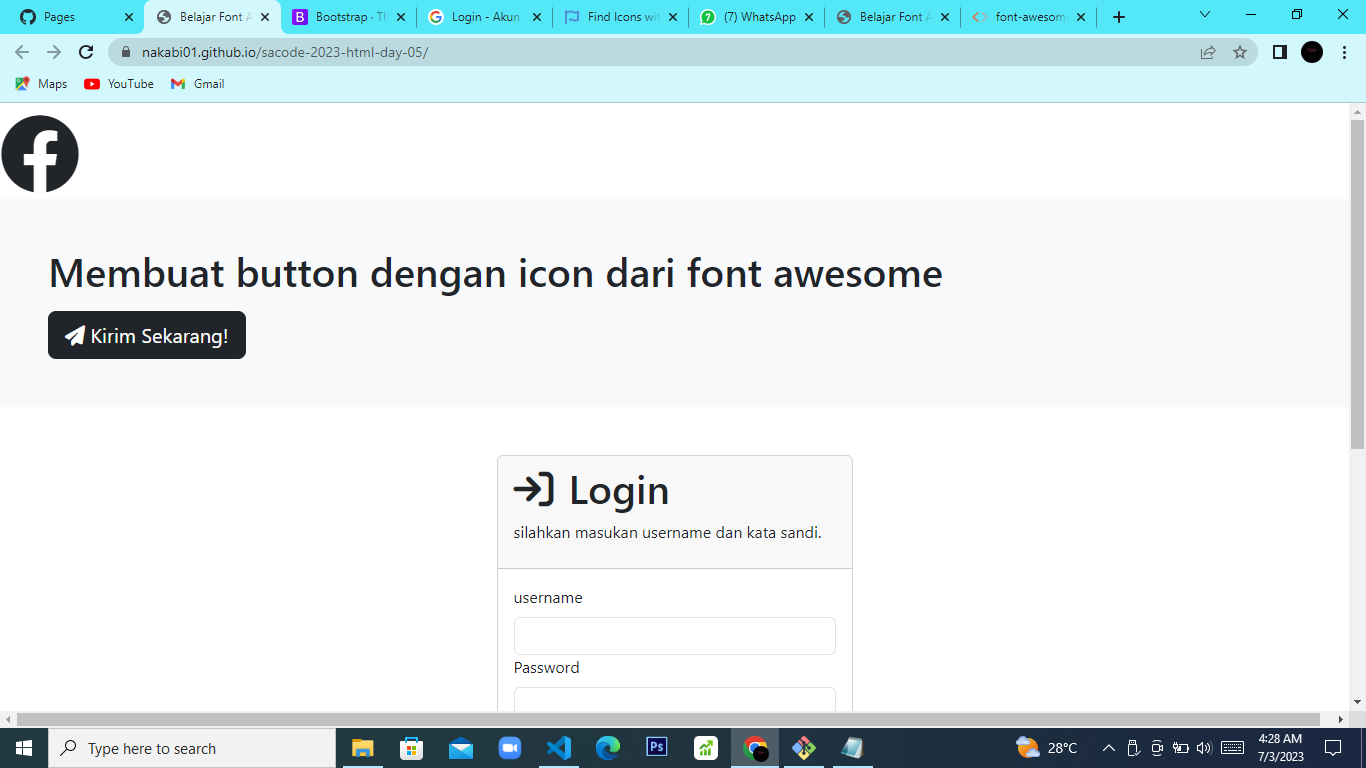 Pages
Belajar Font A
Bootstrap · Th
Login - Akun
Find Icons wit
(7) WhatsApp
Belajar Font A
font-awesom
nakabi01.github.io/sacode-2023-html-day-05/
Maps
YouTube
Gmail
Membuat button dengan icon dari font awesome
Kirim Sekarang!
Login
silahkan masukan username dan kata sandi.
username
Password
Type here to search
Ps
28°C
4:28 AM
7/3/2023